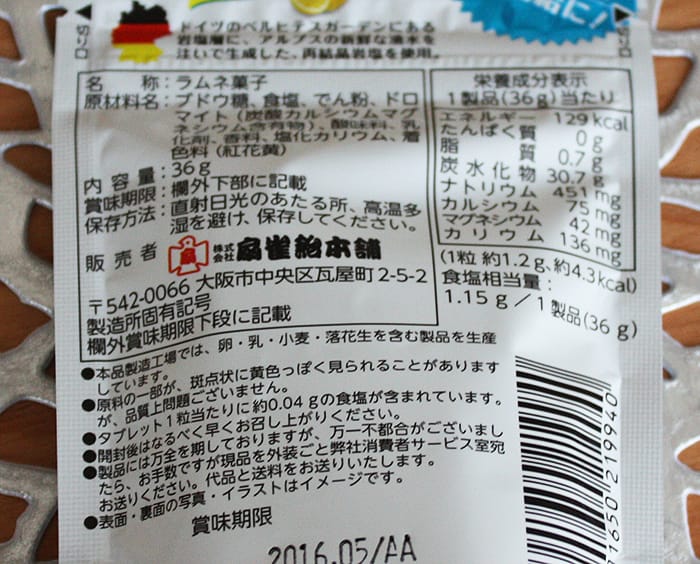 ドイツのベルヒテスガーデンにある
岩塩層に、アルプスの新鮮な湧水を
注いで生成した、再結晶岩塩を使用。
名 称:ラムネ菓子
原材料名:ブドウ糖、食塩、でん粉、ドロ
マイト(炭酸カルシウムマグ
ネシウム含有物)、酸味料、乳
化剤、香料、塩化カリウム、着
色料(紅花黄)
内容量:36g
賞味期限:欄外下部に記載
保存方法:直射日光のあたる所、高温多
湿を避け、保存してください。
販売者 株式会社 扇雀飴本舗
〒542-0066 大阪市中央区瓦屋町2-5-2
製造所固有記号
欄外賞味期限下段に記載
栄養成分表示
1製品(36g)当たり
エネルギー 129kcal
たんぱく質 0g
脂質 0.7g
炭水化物 30.7g
ナトリウム 451mg
カルシウム 75mg
マグネシウム 42mg
カリウム 136mg
(1粒 約1.2g、約4.3kcal)
食塩相当量:
1.15g/1製品(36g)
●本品製造工場では、卵・乳・小麦・落花生を含む製品を生産
しています。
●原料の一部が、斑点状に黄色っぽく見られることがあります
が、品質上問題ございません。
●タブレット1粒当たりに約0.04gの食塩が含まれています。
●開封後はなるべく早くお召し上がりください。
●製品には万全を期しておりますが、万一不都合がございまし
たら、お手数ですが現品を外装ごと弊社消費者サービス室宛
お送りください。代品と送料をお送りいたします。
●表面・裏面の写真・イラストはイメージです。
賞味期限
2016.05/AA